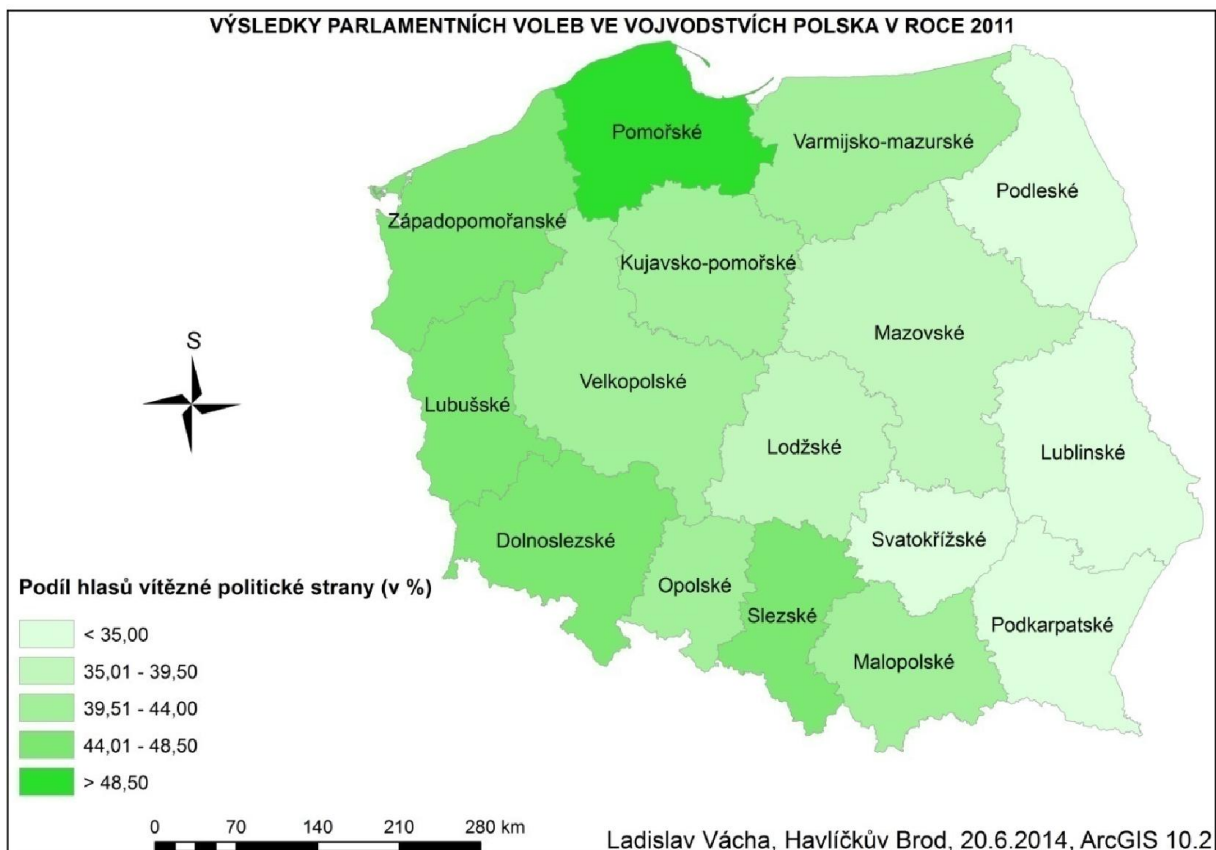 VÝSLEDKY PARLAMENTNÍCH VOLEB VE VOJVODSTVÍCH POLSKA V ROCE 2011
Pomořské
Varmijsko-mazurské
Podleské
Západopomořanské
Kujavsko-pomořské
Mazovské
S
Velkopolské
Lubušské
Lodžské
Lublinské
Dolnoslezské
Svatokřížské
Opolské
Slezské
Podkarpatské
Malopolské
Podíl hlasů vítězné politické strany (v %)
< 35,00
35,01 - 39,50
39,51 - 44,00
44,01 - 48,50
> 48,50
0 70 140 210 280 km
Ladislav Vácha, Havlíčkův Brod, 20.6.2014, ArcGIS 10.2